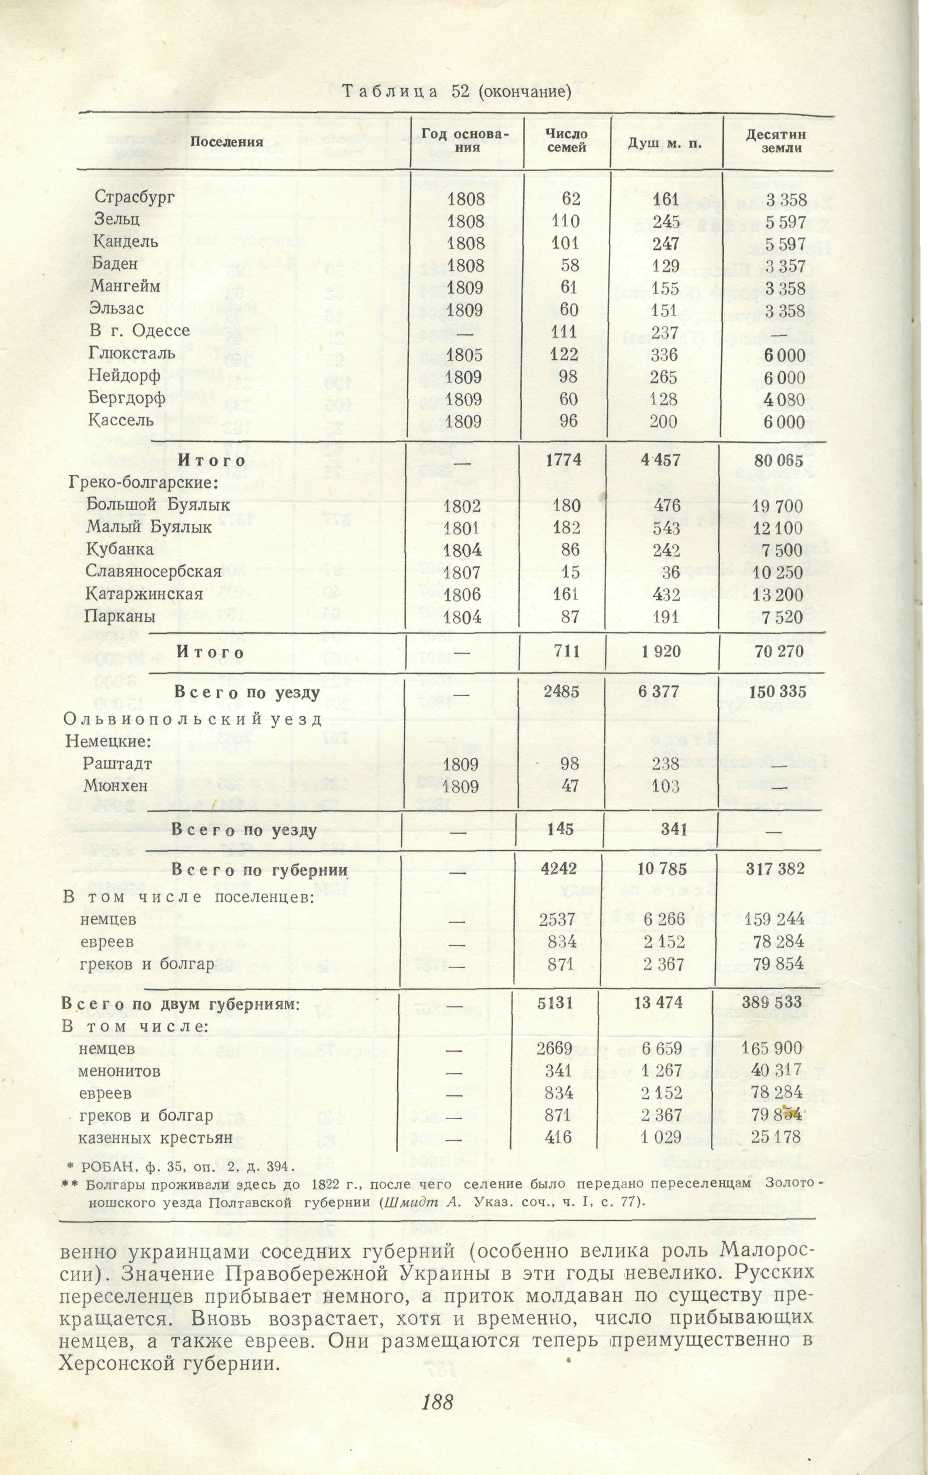 Таблица 52 (окончание)
Поселения Год основа- Число Душ м. п. Десятин
ния семей земли
Страсбург 1808 62 161 3 358
Зельц 1808 110 245 5 597
Кандель 1808 101 247 5 597
Баден 1808 58 129 3 357
Мангейм 1809 61 155 3 358
Эльзас 1809 60 151 3 358
В г. Одессе — 111 237 —
Глюксталь 1805 122 336 6 000
Нейдорф 1809 98 265 6 000
Бергдорф 1809 60 128 4 080
Кассель 1809 96 200 6 000
Итого — 1774 4 457 80 065
Греко-болгарские:
Большой Буялык 1802 180 476 19 700
Малый Буялык 1801 182 543 12 100
Кубанка 1804 86 242 7 500
Славяносербская 1807 15 36 10 250
Катаржинская 1806 161 432 13 200
Парканы 1804 87 191 7 520
Итого — 711 1 920 70 270
Всего по уезду — 2485 6 377 150 335
Ольвиопольский уезд
Немецкие:
Раштадт 1809 98 238 —
Мюнхен 1809 47 103 —
Всего по уезду — 145 341 —
Всего по губернии — 4242 10 785 317 382
В том числе поселенцев:
немцев — 2537 6 266 159 244
евреев — 834 2 152 78 284
греков и болгар — 871 2 367 79 854
Всего по двум губерниям: — 5131 13 474 389 533
В том числе:
немцев — 2669 6 659 165 900
менонитов — 341 1 267 40 317
евреев — 834 2 152 78 284
греков и болгар — 871 2 367 79 854
казенных крестьян — 416 1 029 25 178
* РОБАН, ф. 35, оп. 2, д. 394.
** Болгары проживали здесь до 1822 г., после чего селение было передано переселенцам Золото-
ношского уезда Полтавской губернии (Шмидт А. Указ. соч., ч. I, с. 77).
венно украинцами соседних губерний (особенно велика роль Малорос-
сии). Значение Правобережной Украины в эти годы невелико. Русских
переселенцев прибывает немного, а приток молдаван по существу пре-
кращается. Вновь возрастает, хотя и временно, число прибывающих
немцев, а также евреев. Они размещаются теперь преимущественно в
Херсонской губернии.
188